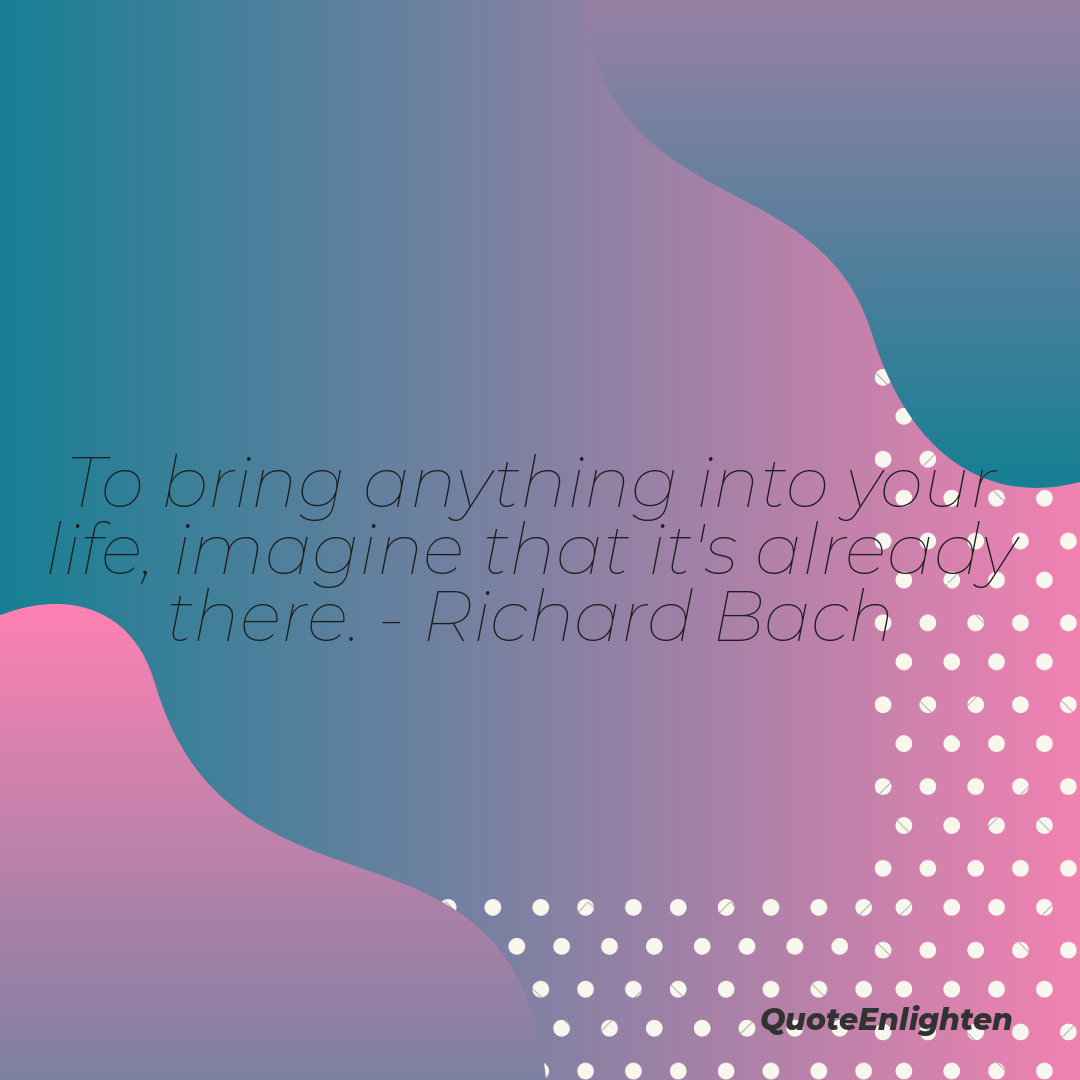 To bring anything into your
life, imagine that it's already
there. - Richard Bach
QuoteEnlighten